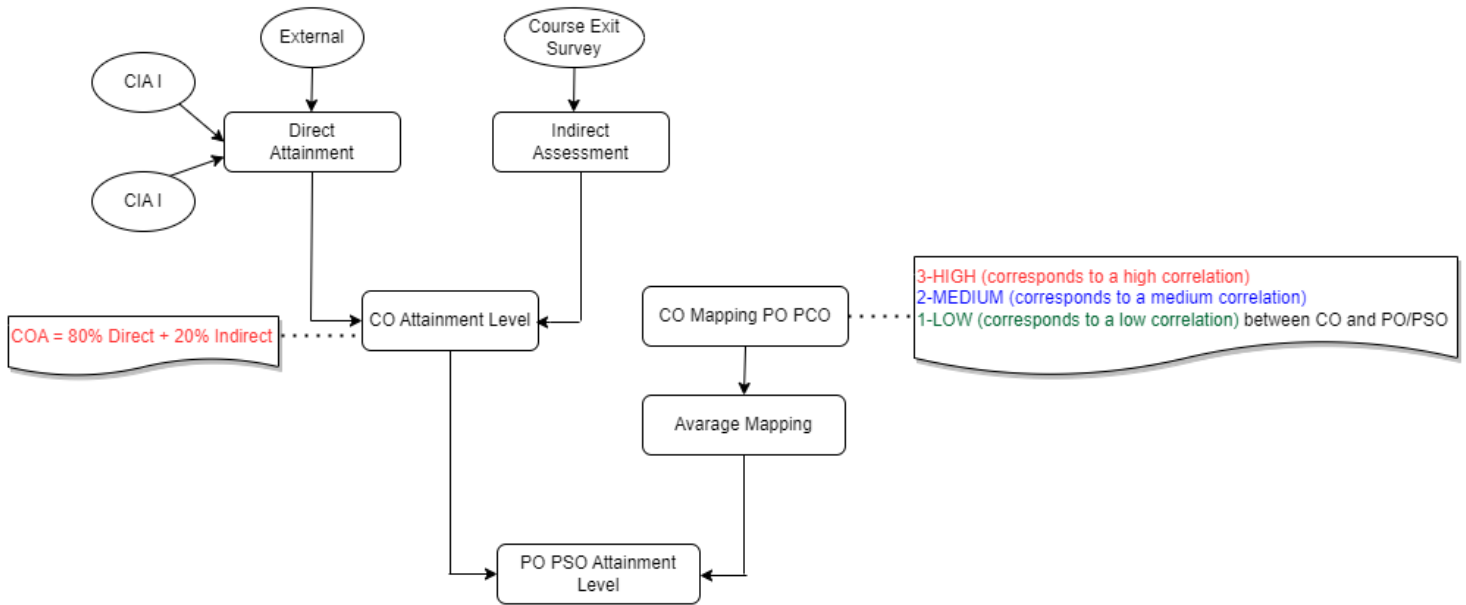 External
Course Exit
Survey
CIA I
Direct
Attainment
Indirect
Assessment
CIA I
CO Attainment Level
COA = 80% Direct + 20% Indirect
CO Mapping PO PCO
3-HIGH (corresponds to a high correlation)
2-MEDIUM (corresponds to a medium correlation)
1-LOW (corresponds to a low correlation) between CO and PO/PSO
Avarage Mapping
PO PSO Attainment
Level